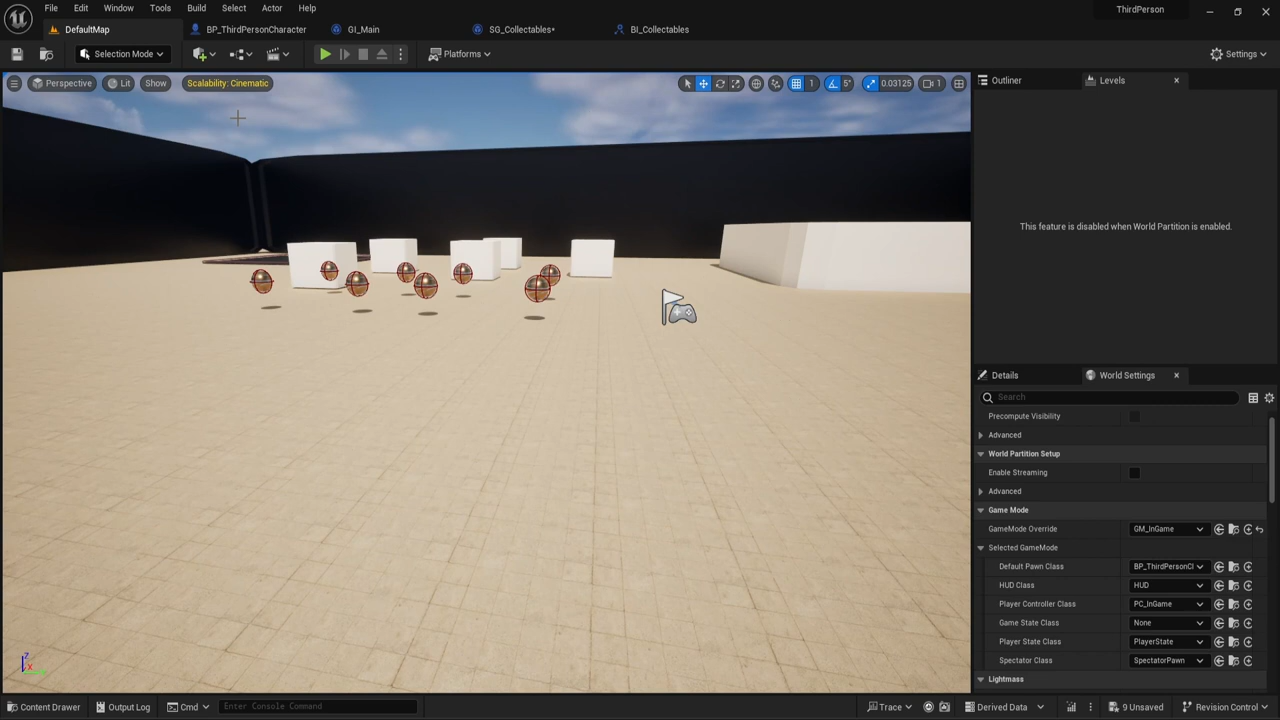 File Edit Window Tools Build Select Actor Help
ThirdPerson
DefaultMap
BP_ThirdPersonCharacter
GI_Main
SG_Collectables*
BI_Collectables
Selection Mode
Platforms
Settings
Perspective
Lit
Show
Scalability: Cinematic
1
5°
0.03125
1
Outliner
Levels
This feature is disabled when World Partition is enabled.
Details
World Settings
Search
Precompute Visibility
Advanced
World Partition Setup
Enable Streaming
Advanced
Game Mode
GameMode Override GM_InGame
Selected GameMode
Default Pawn Class BP_ThirdPersonCl
HUD Class HUD
Player Controller Class PC_InGame
Game State Class None
Player State Class PlayerState
Spectator Class SpectatorPawn
Lightmass
Z
X
Content Drawer
Output Log
Cmd
Enter Console Command
Trace
Derived Data
9 Unsaved
Revision Control